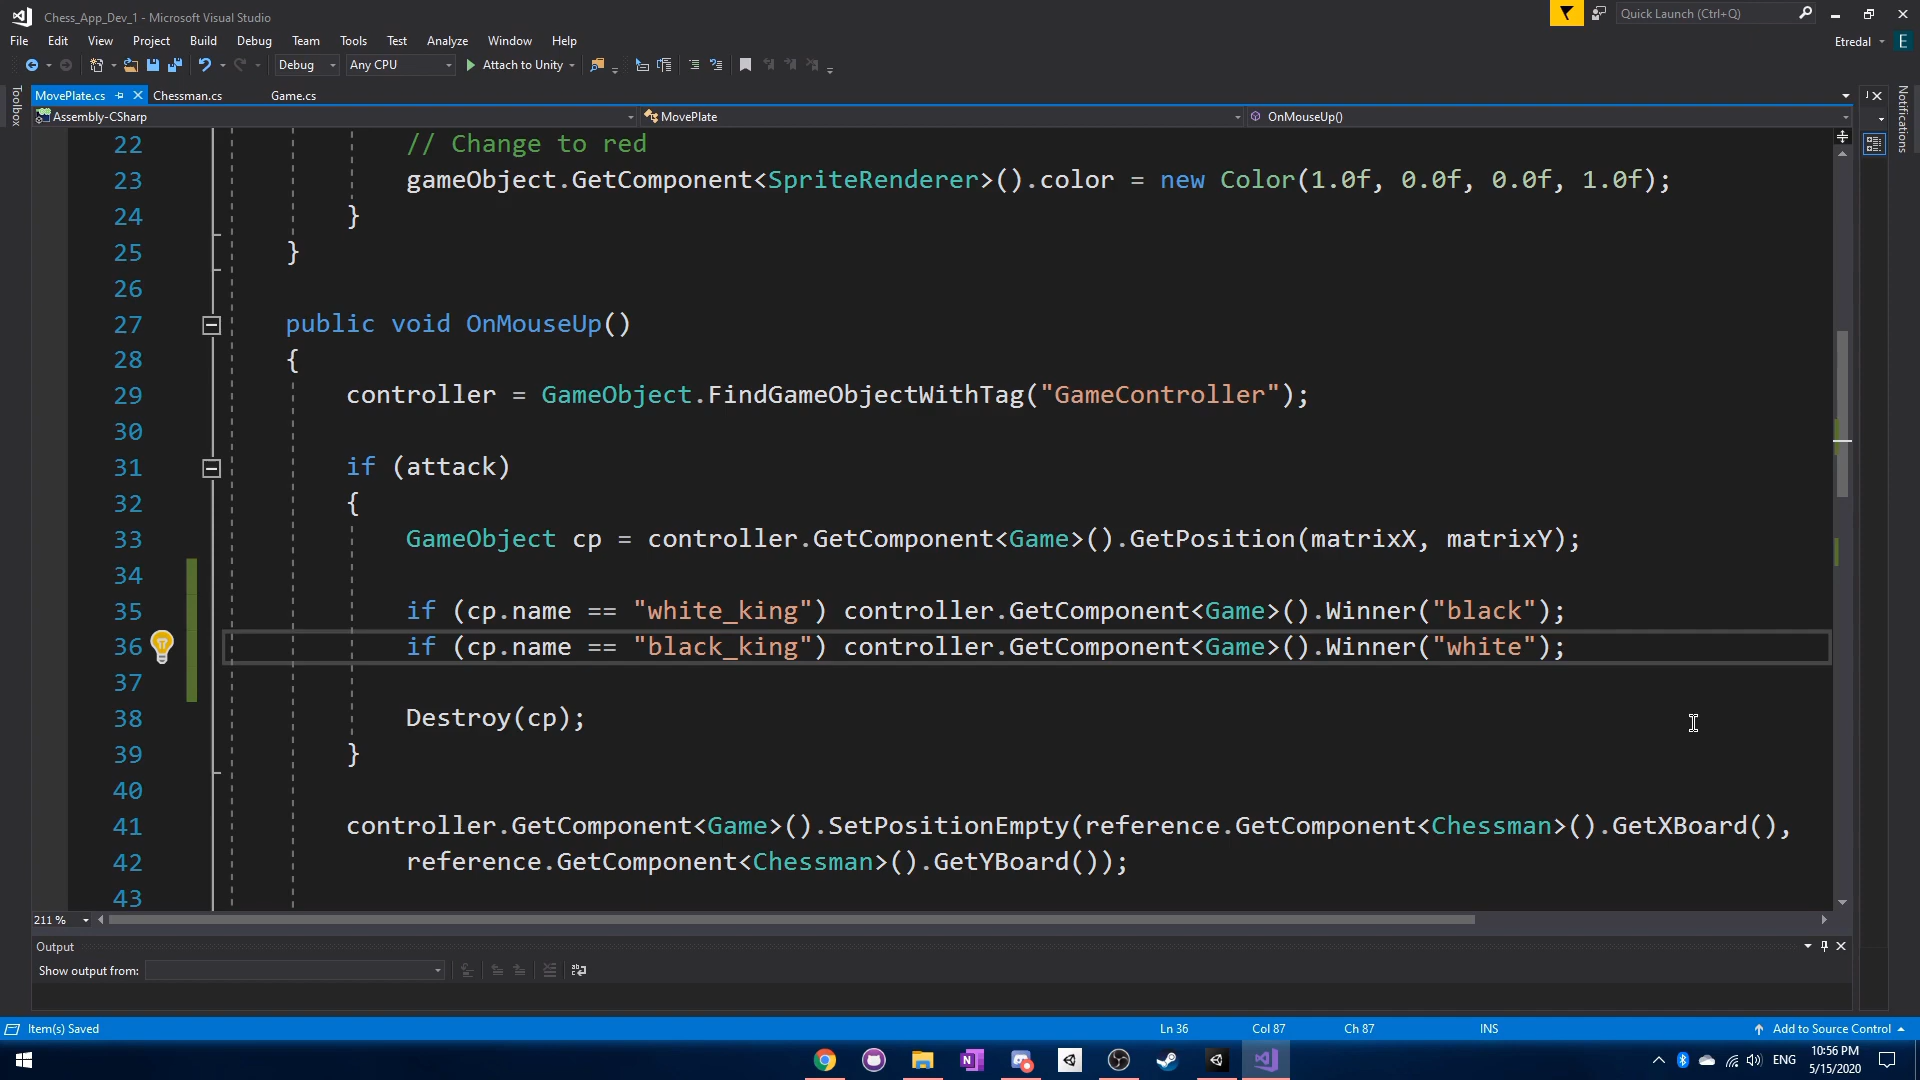 Chess_App_Dev_1 - Microsoft Visual Studio
Quick Launch (Ctrl+Q)
File Edit View Project Build Debug Team Tools Test Analyze Window Help
Etredal E
Debug Any CPU Attach to Unity
MovePlate.cs Chessman.cs Game.cs
Toolbox
Notifications
Assembly-CSharp MovePlate OnMouseUp()
22 // Change to red
23 gameObject.GetComponent<SpriteRenderer>().color = new Color(1.0f, 0.0f, 0.0f, 1.0f);
24 }
25 }
26
27 public void OnMouseUp()
28 {
29 controller = GameObject.FindGameObjectWithTag("GameController");
30
31 if (attack)
32 {
33 GameObject cp = controller.GetComponent<Game>().GetPosition(matrixX, matrixY);
34
35 if (cp.name == "white_king") controller.GetComponent<Game>().Winner("black");
36 if (cp.name == "black_king") controller.GetComponent<Game>().Winner("white");
37
38 Destroy(cp);
39 }
40
41 controller.GetComponent<Game>().SetPositionEmpty(reference.GetComponent<Chessman>().GetXBoard(),
42 reference.GetComponent<Chessman>().GetYBoard());
43
211 %
Output
Show output from:
Item(s) Saved Ln 36 Col 87 Ch 87 INS Add to Source Control
ENG 10:56 PM
5/15/2020